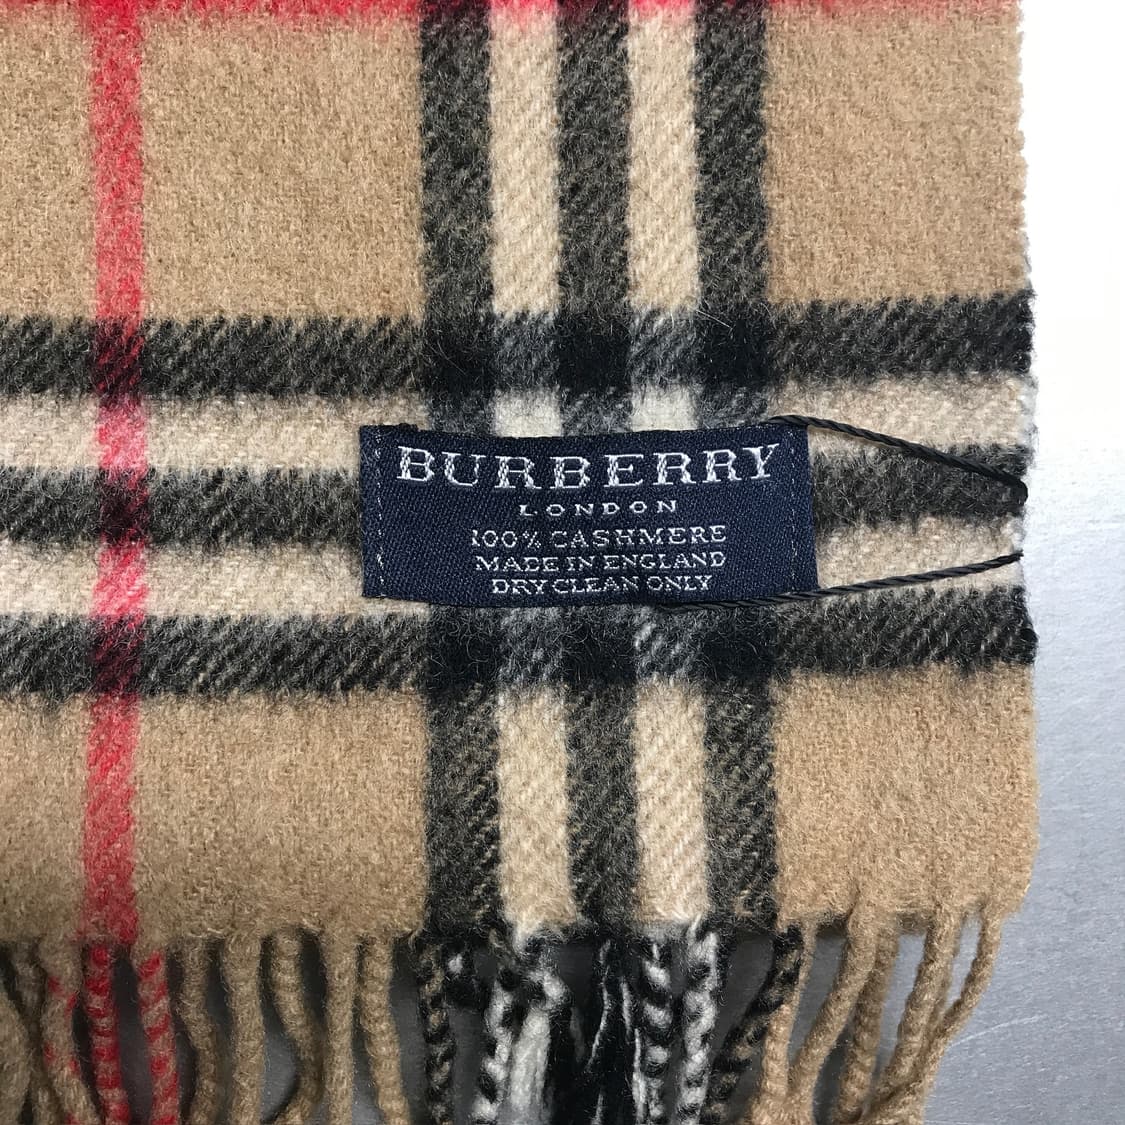 BURBERRY
LONDON
100% CASHMERE
MADE IN ENGLAND
DRY CLEAN ONLY